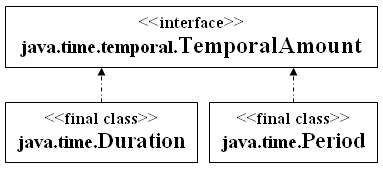 <<interface>>
java.time.temporal.TemporalAmount
<<final class>>
java.time.Duration
<<final class>>
java.time.Period